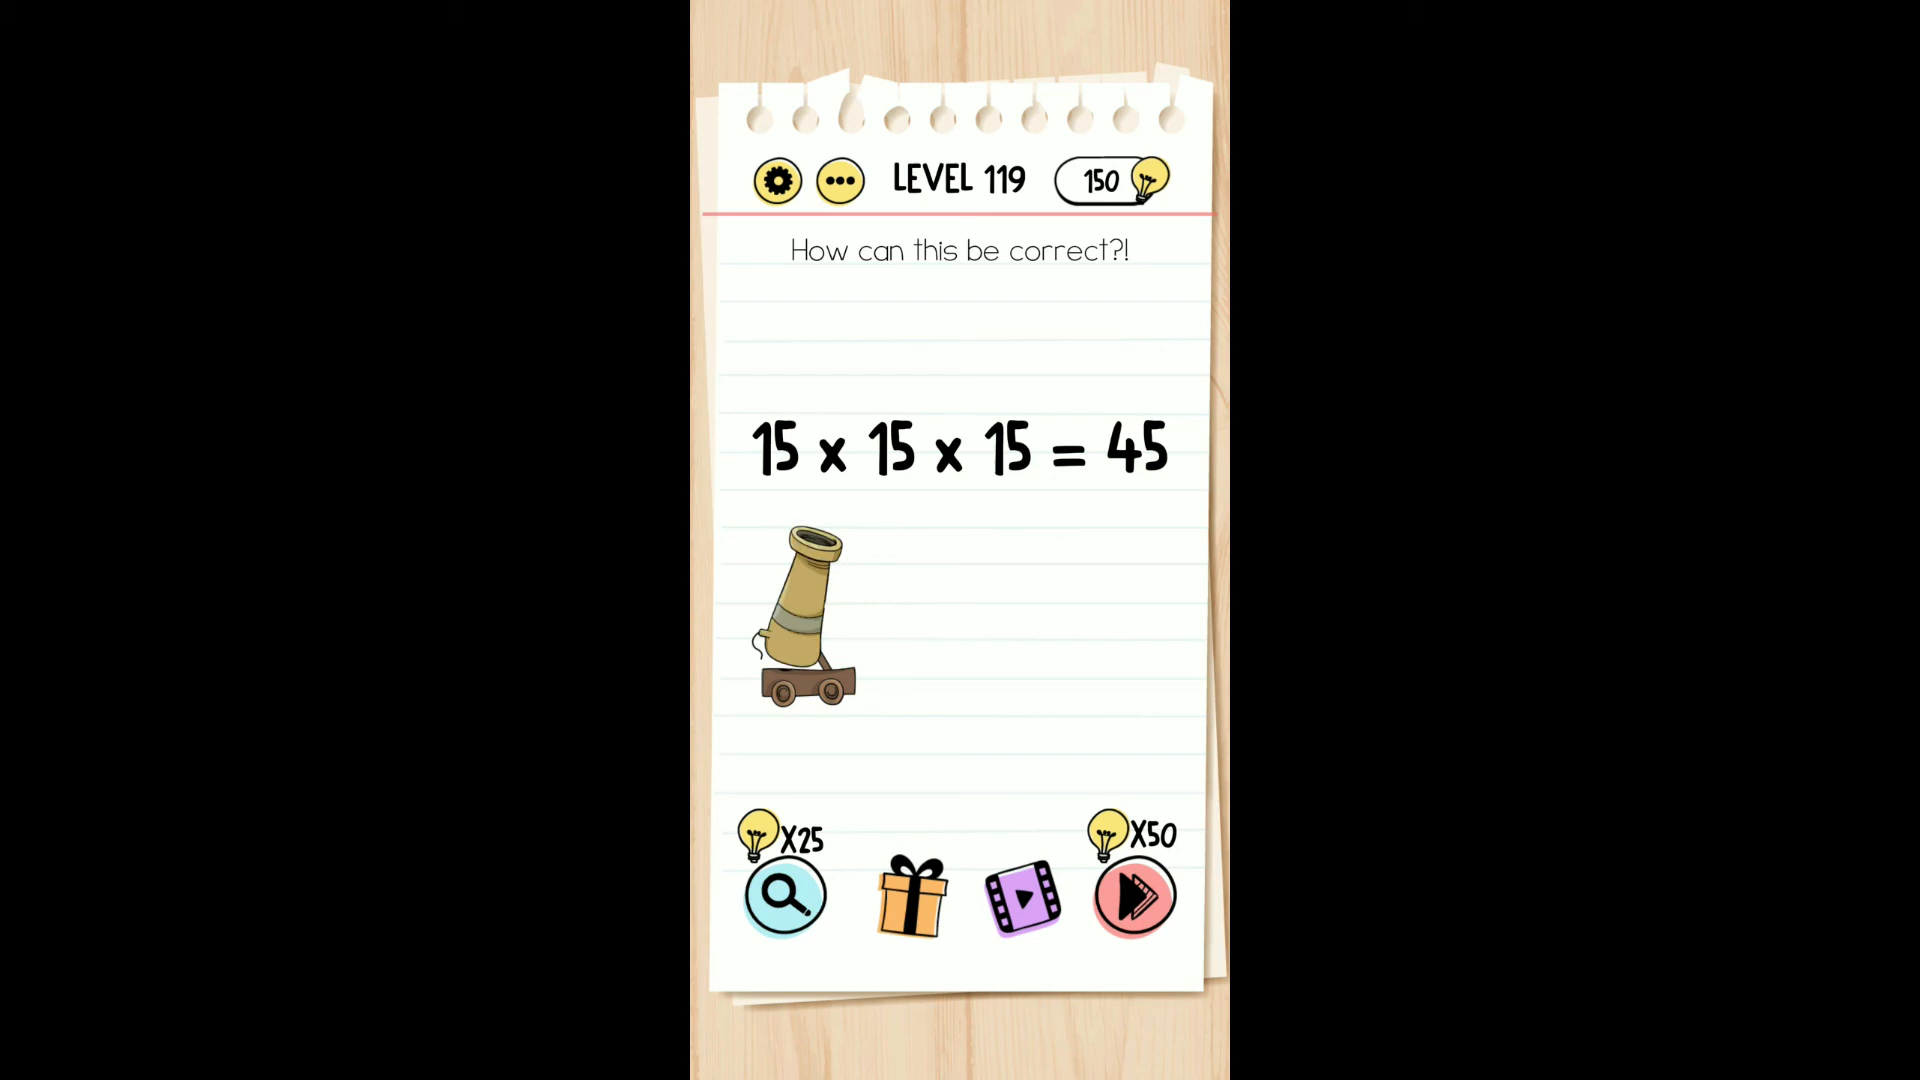 LEVEL 119
150
How can this be correct?!
15 x 15 x 15 = 45
X25
X50